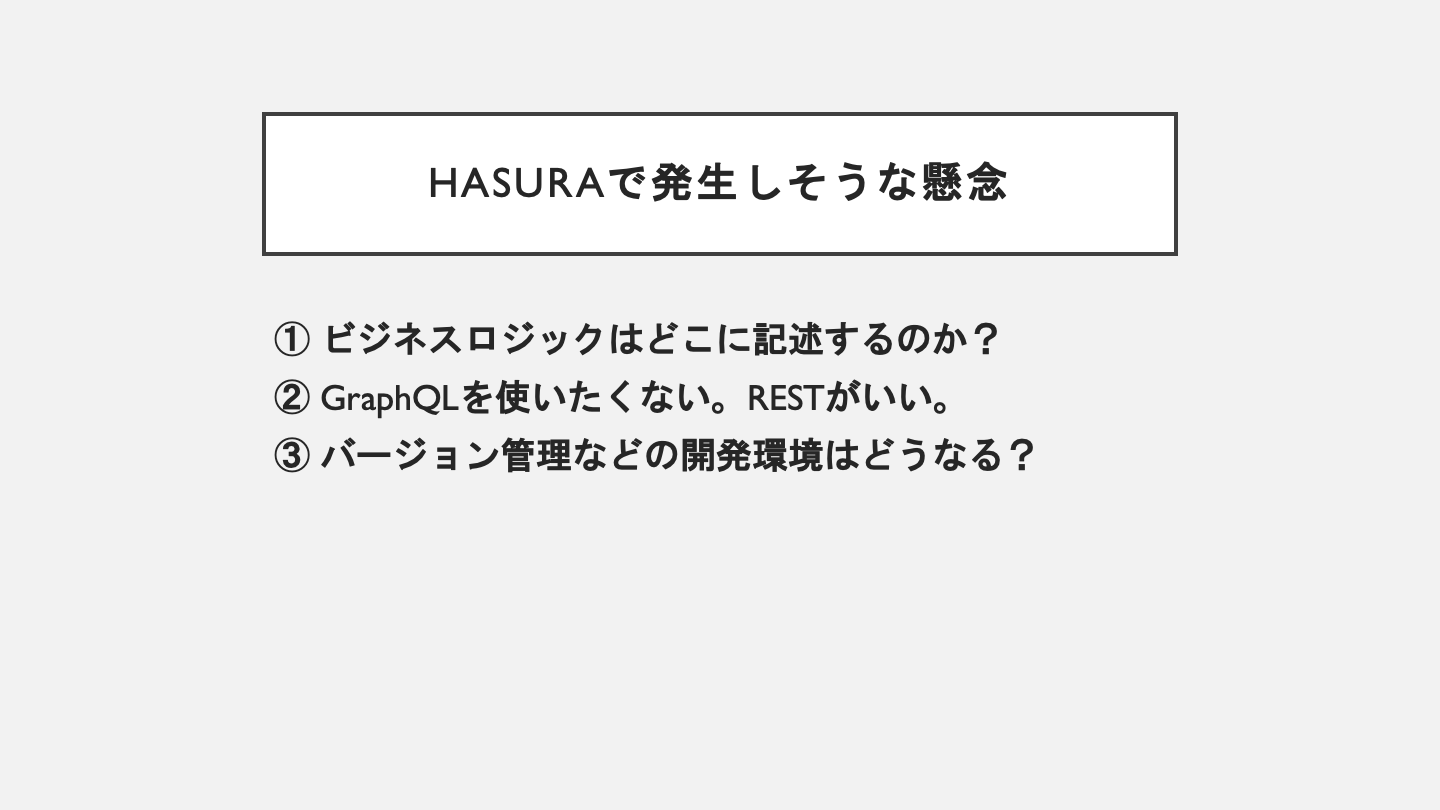 HASURAで発生しそうな懸念
① ビジネスロジックはどこに記述するのか？
② GraphQLを使いたくない。RESTがいい。
③ バージョン管理などの開発環境はどうなる？